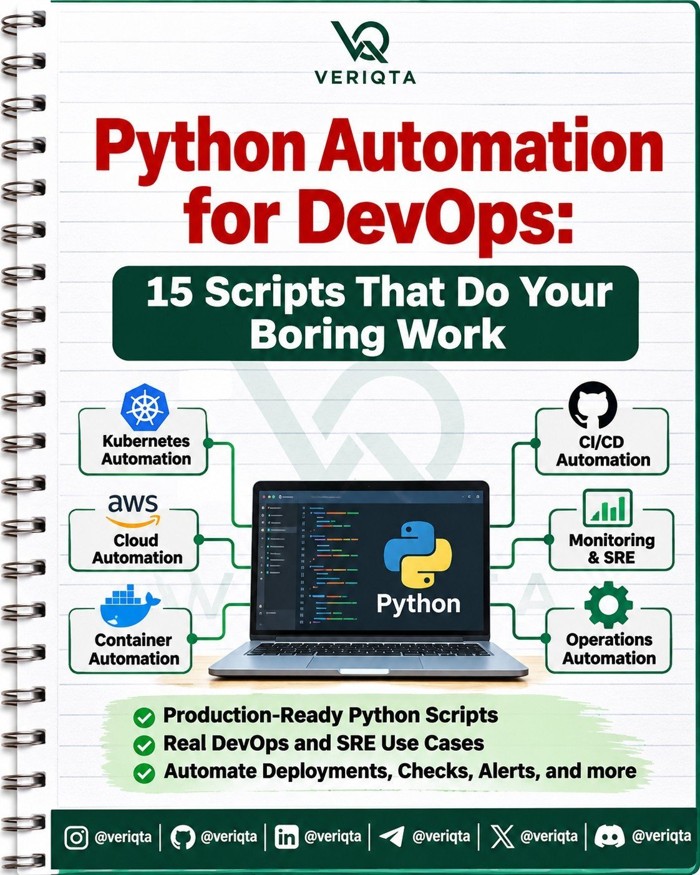 VERIQTA
Python Automation
for DevOps:
15 Scripts That Do Your
Boring Work
Kubernetes
Automation
CI/CD
Automation
aws
Cloud
Automation
Monitoring
& SRE
Python
Container
Automation
Operations
Automation
Production-Ready Python Scripts
Real DevOps and SRE Use Cases
Automate Deployments, Checks, Alerts, and more
@veriqta | @veriqta | @veriqta | @veriqta | @veriqta | @veriqta